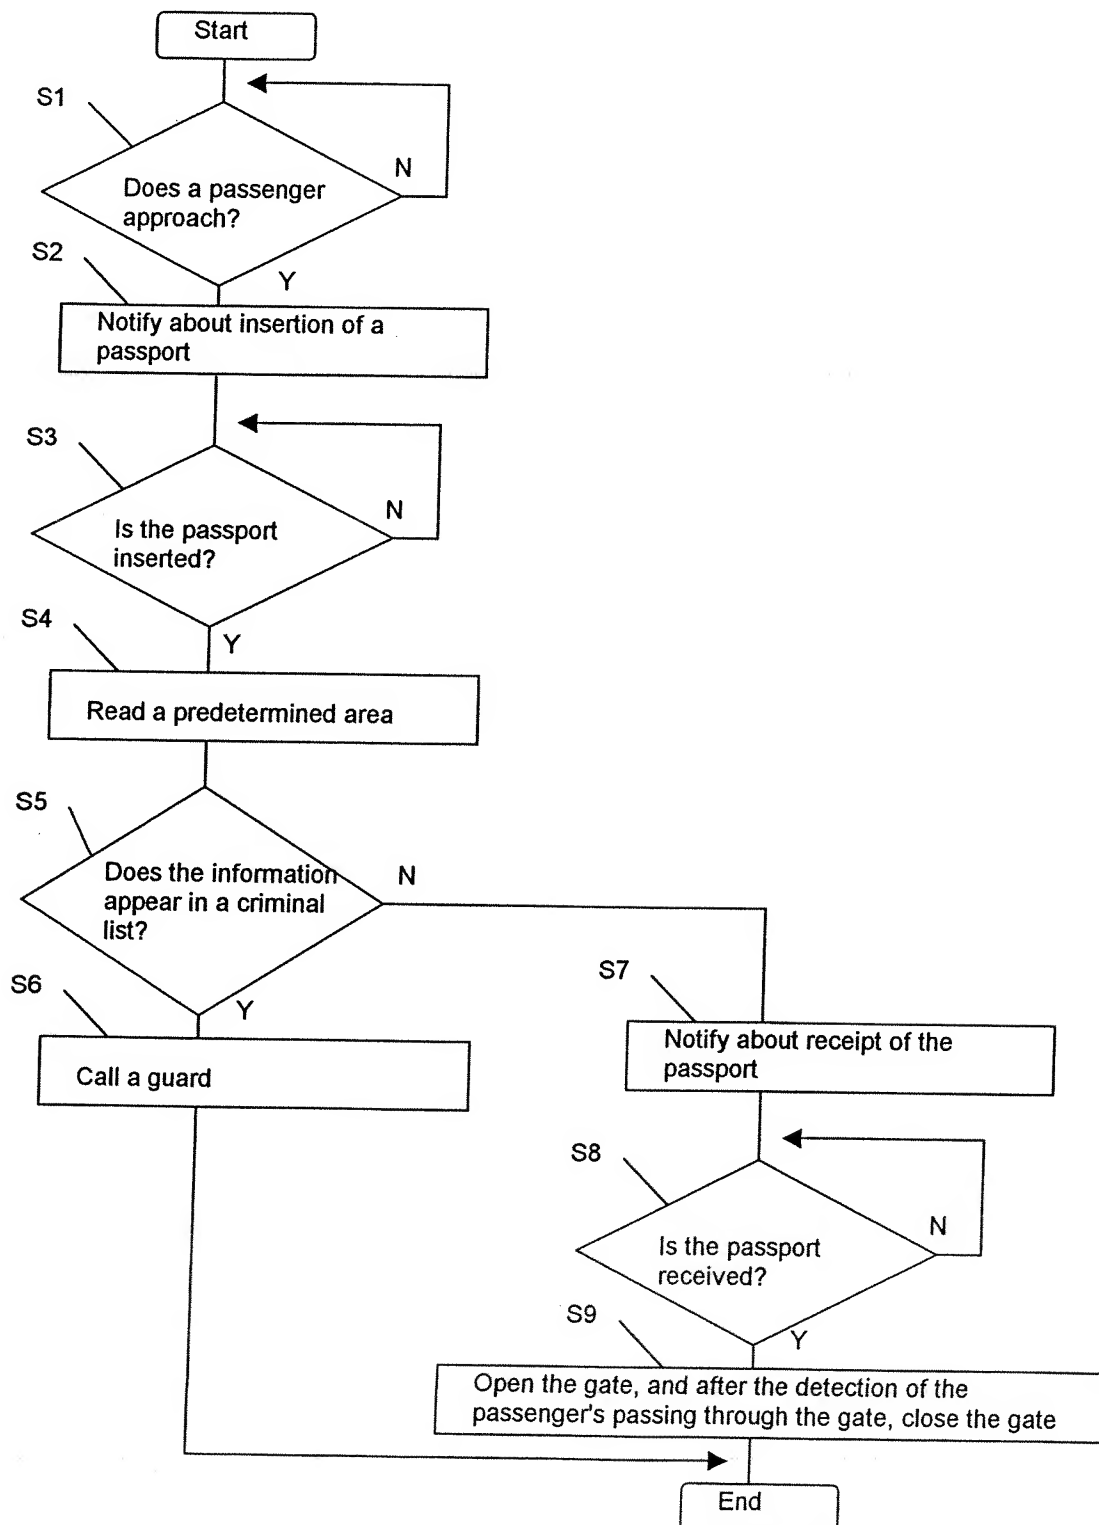 Start
S1
N
Does a passenger
approach?
S2
Y
Notify about insertion of a
passport
S3
N
Is the passport
inserted?
S4
Y
Read a predetermined area
S5
Does the information
appear in a criminal
list?
N
S6
Y
Call a guard
S7
Notify about receipt of the
passport
S8
N
Is the passport
received?
S9
Y
Open the gate, and after the detection of the
passenger's passing through the gate, close the gate
End